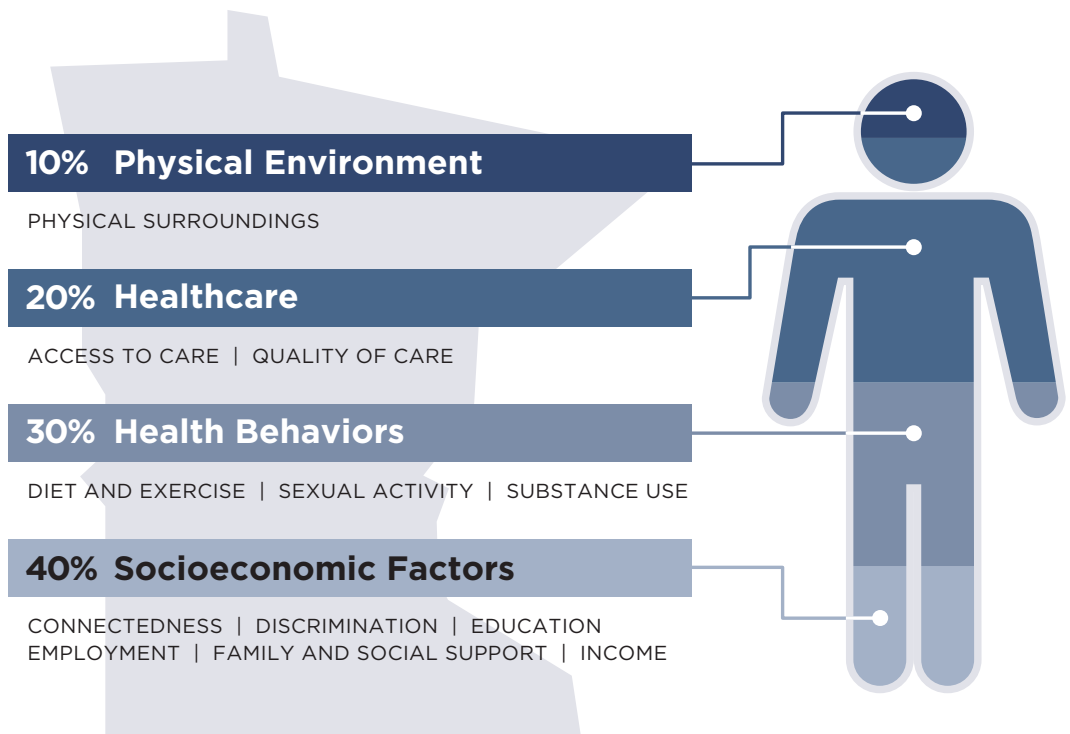 10% Physical Environment
PHYSICAL SURROUNDINGS
20% Healthcare
ACCESS TO CARE | QUALITY OF CARE
30% Health Behaviors
DIET AND EXERCISE | SEXUAL ACTIVITY | SUBSTANCE USE
40% Socioeconomic Factors
CONNECTEDNESS | DISCRIMINATION | EDUCATION
EMPLOYMENT | FAMILY AND SOCIAL SUPPORT | INCOME